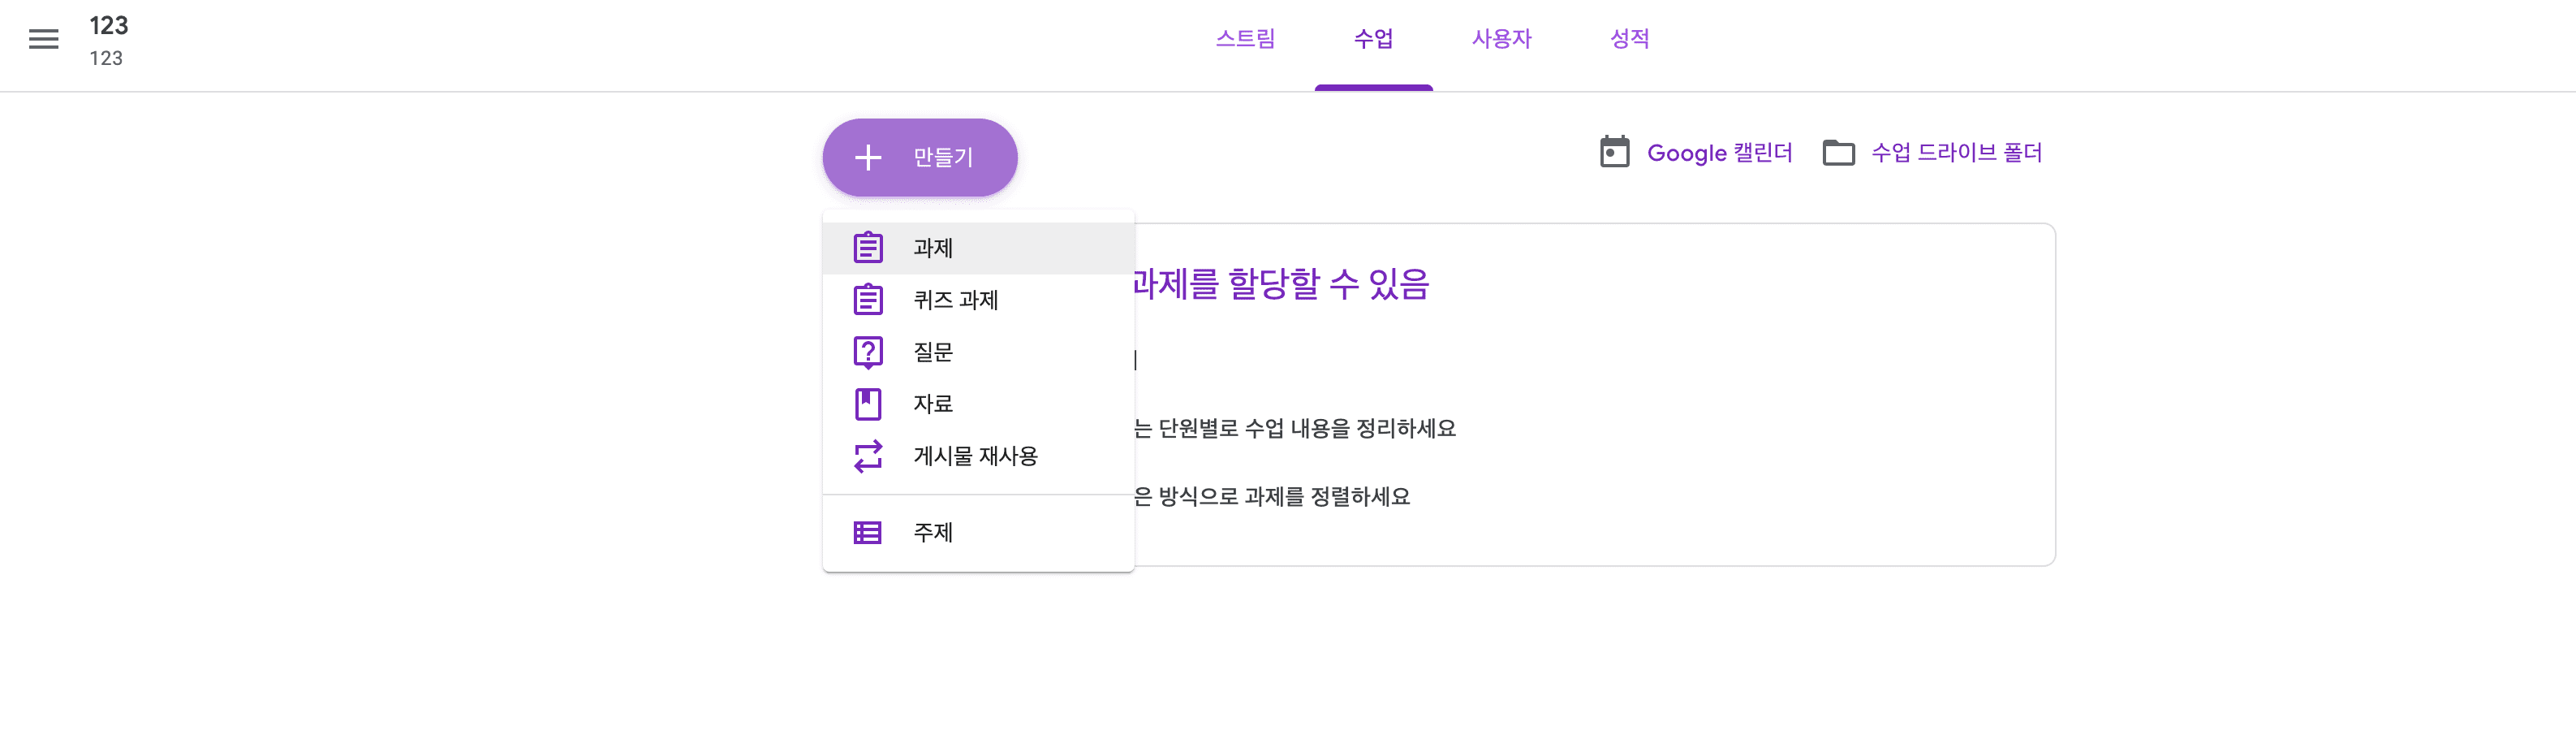 123
123
스트림
수업
사용자
성적
만들기
Google 캘린더
수업 드라이브 폴더
과제
퀴즈 과제
질문
자료
게시물 재사용
주제
과제를 할당할 수 있음
는 단원별로 수업 내용을 정리하세요
은 방식으로 과제를 정렬하세요